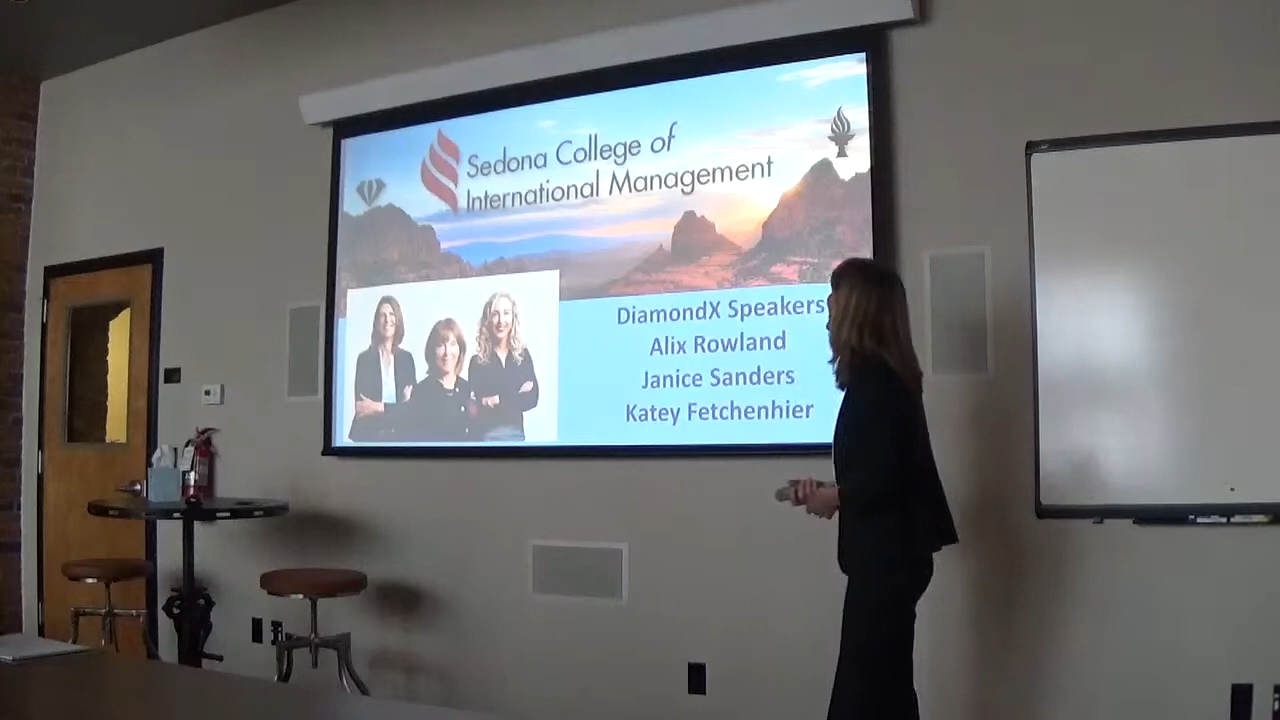 Sedona College of
International Management
DiamondX Speakers
Alix Rowland
Janice Sanders
Katey Fetchenhier